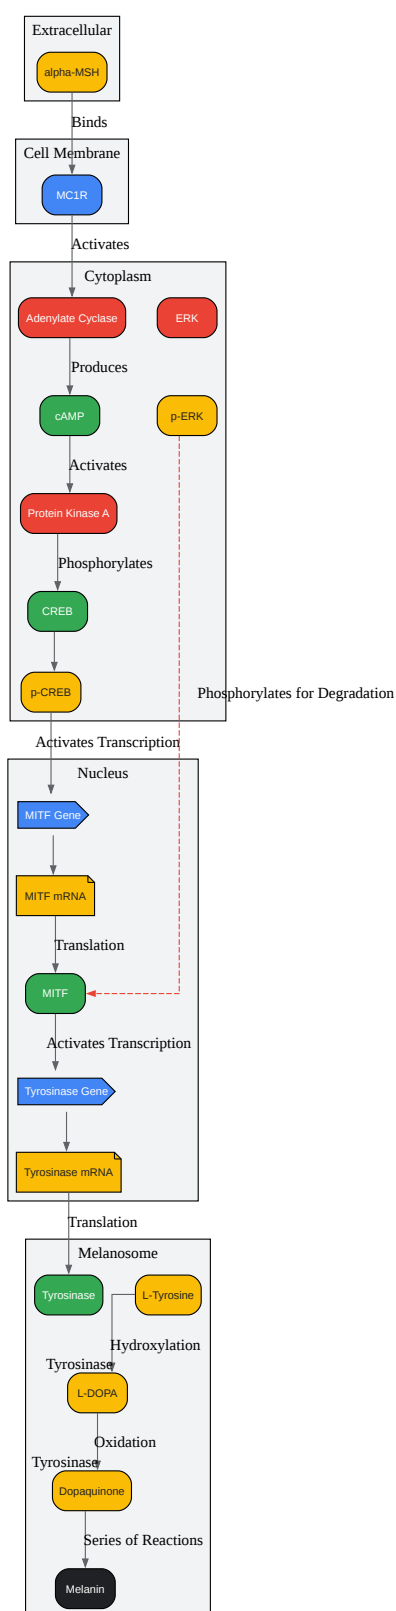 Extracellular
alpha-MSH
Binds
Cell Membrane
MC1R
Activates
Cytoplasm
Adenylate Cyclase
ERK
Produces
cAMP
p-ERK
Activates
Protein Kinase A
Phosphorylates
CREB
p-CREB
Phosphorylates for Degradation
Activates Transcription
Nucleus
MITF Gene
MITF mRNA
Translation
MITF
Activates Transcription
Tyrosinase Gene
Tyrosinase mRNA
Translation
Melanosome
Tyrosinase
L-Tyrosine
Hydroxylation
Tyrosinase
L-DOPA
Oxidation
Tyrosinase
Dopaquinone
Series of Reactions
Melanin